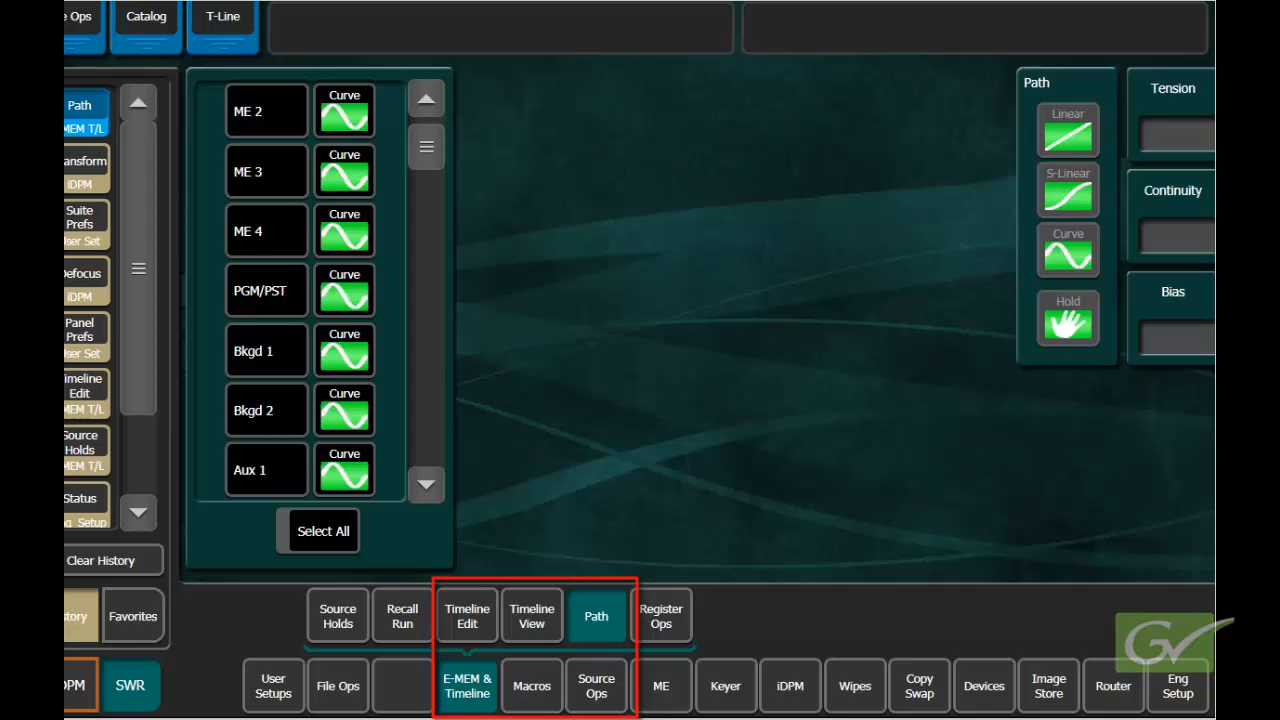 e Ops
Catalog
T-Line
Path
MEM T/L
ansform
iDPM
Suite
Prefs
ser Set
Defocus
iDPM
Panel
Prefs
ser Set
imeline
Edit
MEM T/L
Source
Holds
MEM T/L
Status
g Setup
Clear History
tory
Favorites
DPM
SWR
ME 2
Curve
ME 3
Curve
ME 4
Curve
PGM/PST
Curve
Bkgd 1
Curve
Bkgd 2
Curve
Aux 1
Curve
Select All
Path
Linear
S-Linear
Curve
Hold
Tension
Continuity
Bias
Source
Holds
Recall
Run
Timeline
Edit
Timeline
View
Path
Register
Ops
User
Setups
File Ops
E-MEM &
Timeline
Macros
Source
Ops
ME
Keyer
iDPM
Wipes
Copy
Swap
Devices
Image
Store
Router
Eng
Setup
GV